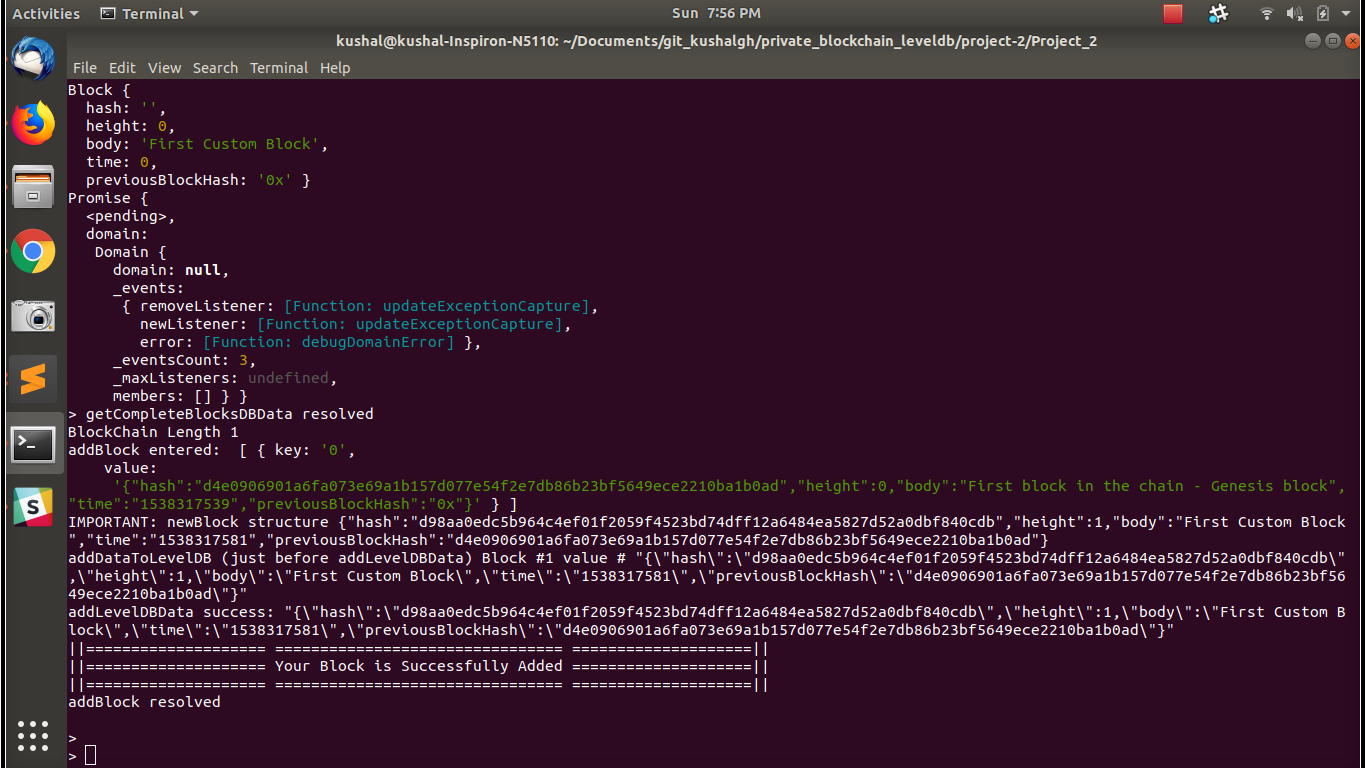 Activities Terminal Sun 7:56 PM
kushal@kushal-Inspiron-N5110: ~/Documents/git_kushalgh/private_blockchain_leveldb/project-2/Project_2
File Edit View Search Terminal Help
Block {
  hash: '',
  height: 0,
  body: 'First Custom Block',
  time: 0,
  previousBlockHash: '0x' }
Promise {
  <pending>,
  domain:
   Domain {
     domain: null,
     _events:
      { removeListener: [Function: updateExceptionCapture],
        newListener: [Function: updateExceptionCapture],
        error: [Function: debugDomainError] },
     _eventsCount: 3,
     _maxListeners: undefined,
     members: [] } }
> getCompleteBlocksDBData resolved
BlockChain Length 1
addBlock entered:  [ { key: '0',
    value:
     '{"hash":"d4e0906901a6fa073e69a1b157d077e54f2e7db86b23bf5649ece2210ba1b0ad","height":0,"body":"First block in the chain - Genesis block",
"time":"1538317539","previousBlockHash":"0x"}' } ]
IMPORTANT: newBlock structure {"hash":"d98aa0edc5b964c4ef01f2059f4523bd74dff12a6484ea5827d52a0dbf840cdb","height":1,"body":"First Custom Block
","time":"1538317581","previousBlockHash":"d4e0906901a6fa073e69a1b157d077e54f2e7db86b23bf5649ece2210ba1b0ad"}
addDataToLevelDB (just before addLevelDBData) Block #1 value # "{\"hash\":\"d98aa0edc5b964c4ef01f2059f4523bd74dff12a6484ea5827d52a0dbf840cdb\"
,\"height\":1,\"body\":\"First Custom Block\",\"time\":\"1538317581\",\"previousBlockHash\":\"d4e0906901a6fa073e69a1b157d077e54f2e7db86b23bf56
49ece2210ba1b0ad\"}"
addLevelDBData success: "{\"hash\":\"d98aa0edc5b964c4ef01f2059f4523bd74dff12a6484ea5827d52a0dbf840cdb\",\"height\":1,\"body\":\"First Custom B
lock\",\"time\":\"1538317581\",\"previousBlockHash\":\"d4e0906901a6fa073e69a1b157d077e54f2e7db86b23bf5649ece2210ba1b0ad\"}"
||==================== ================================ ====================||
||==================== Your Block is Successfully Added ====================||
||==================== ================================ ====================||
addBlock resolved
>
>